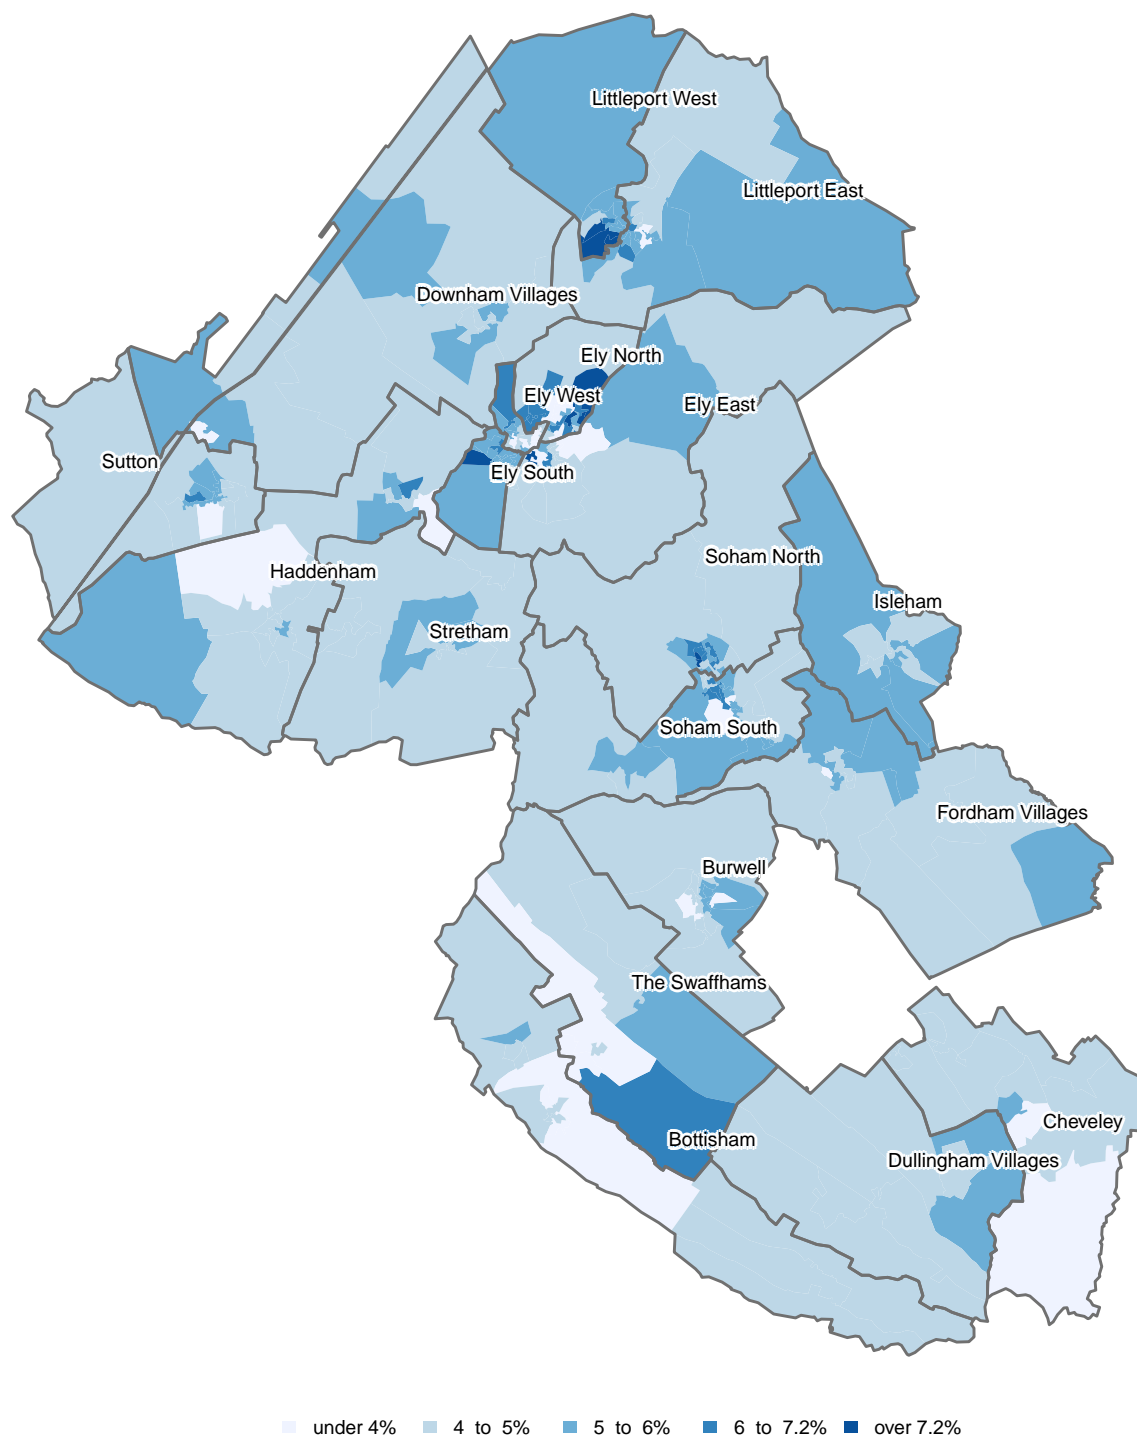 Littleport West
Littleport East
Downham Villages
Ely North
Ely West
Ely East
Sutton
Ely South
Soham North
Haddenham
Isleham
Stretham
Soham South
Fordham Villages
Burwell
The Swaffhams
Cheveley
Bottisham
Dullingham Villages
under 4% 4 to 5% 5 to 6% 6 to 7.2% over 7.2%